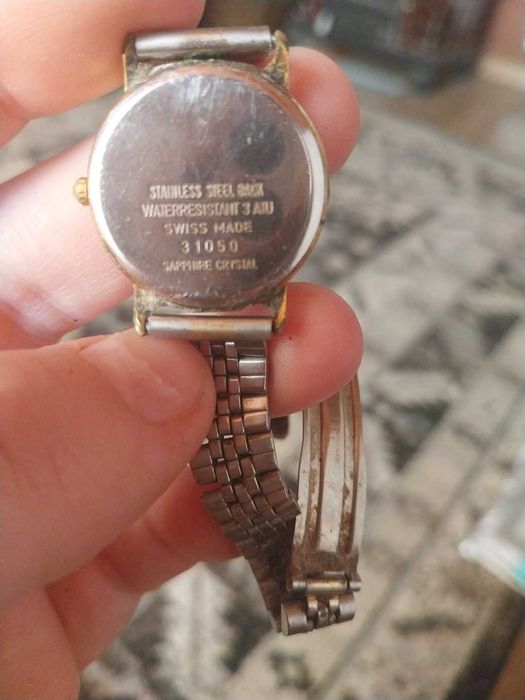 STAINLESS STEEL BACK
WATERRESISTANT 3 ATU
SWISS MADE
31050
SAPPHIRE CRYSTAL